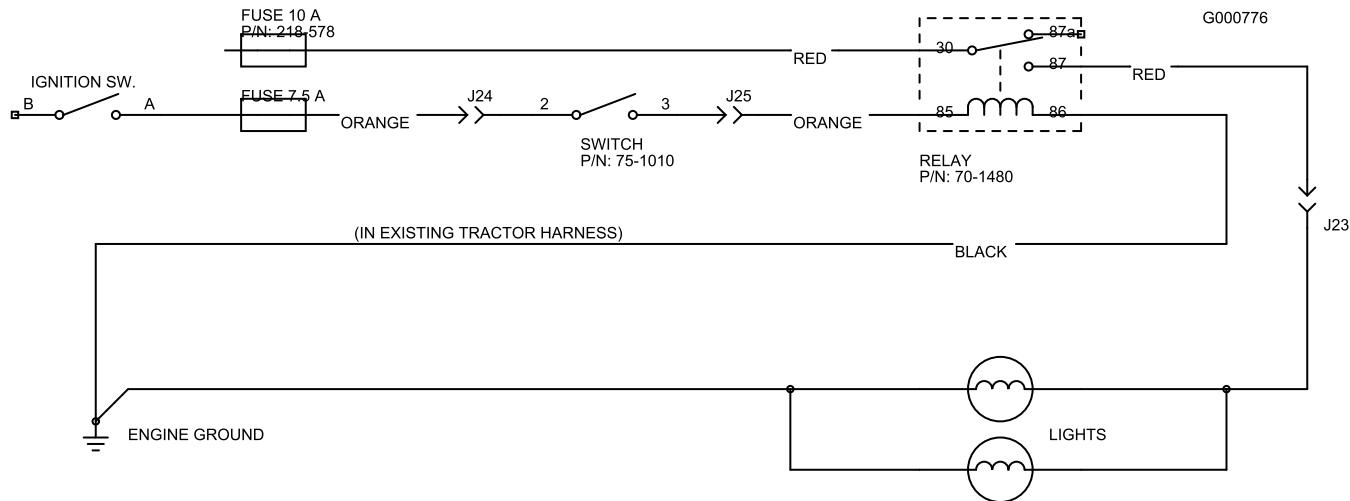 FUSE 10 A
P/N: 218-578
G000776
87a
30
RED
87
RED
IGNITION SW.
B
A
FUSE 7.5 A
ORANGE
J24
2
3
J25
ORANGE
85
86
SWITCH
P/N: 75-1010
RELAY
P/N: 70-1480
J23
(IN EXISTING TRACTOR HARNESS)
BLACK
ENGINE GROUND
LIGHTS